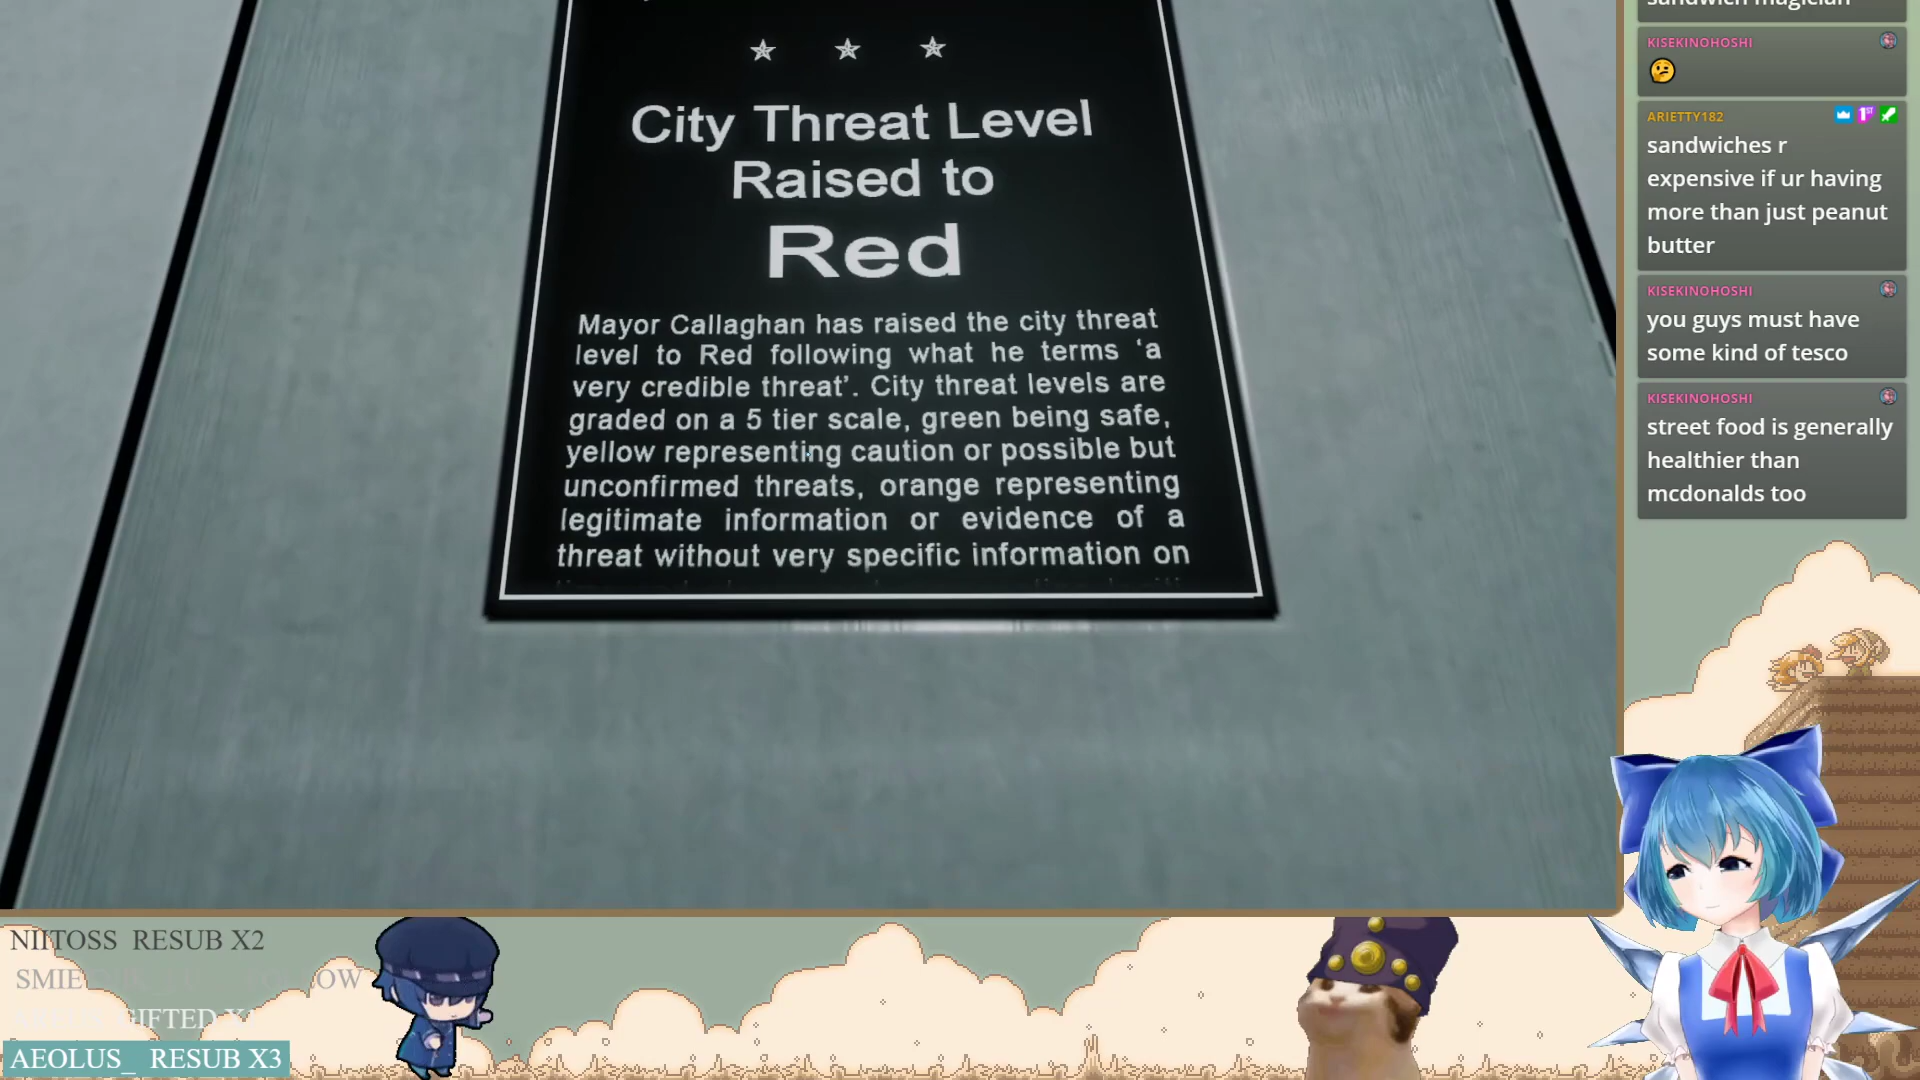 City Threat Level
Raised to
Red
Mayor Callaghan has raised the city threat
level to Red following what he terms ‘a
very credible threat’. City threat levels are
graded on a 5 tier scale, green being safe,
yellow representing caution or possible but
unconfirmed threats, orange representing
legitimate information or evidence of a
threat without very specific information on
sandwich magician
KISEKINOHOSHI
ARIETTY182
sandwiches r
expensive if ur having
more than just peanut
butter
KISEKINOHOSHI
you guys must have
some kind of tesco
KISEKINOHOSHI
street food is generally
healthier than
mcdonalds too
NIITOSS RESUB X2
GIFTED
AEOLUS_ RESUB X3